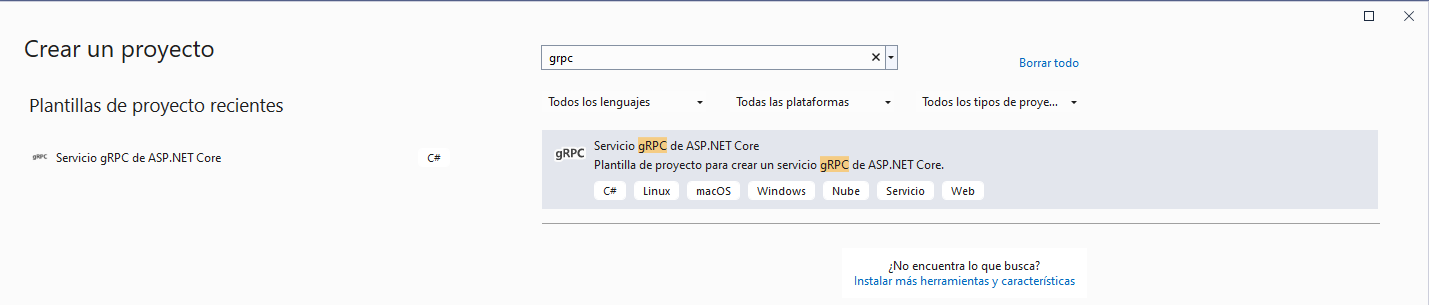 Crear un proyecto
Plantillas de proyecto recientes
gRPC Servicio gRPC de ASP.NET Core C#
grpc
Borrar todo
Todos los lenguajes Todas las plataformas Todos los tipos de proye...
gRPC
Servicio gRPC de ASP.NET Core
Plantilla de proyecto para crear un servicio gRPC de ASP.NET Core.
C# Linux macOS Windows Nube Servicio Web
¿No encuentra lo que busca?
Instalar más herramientas y características